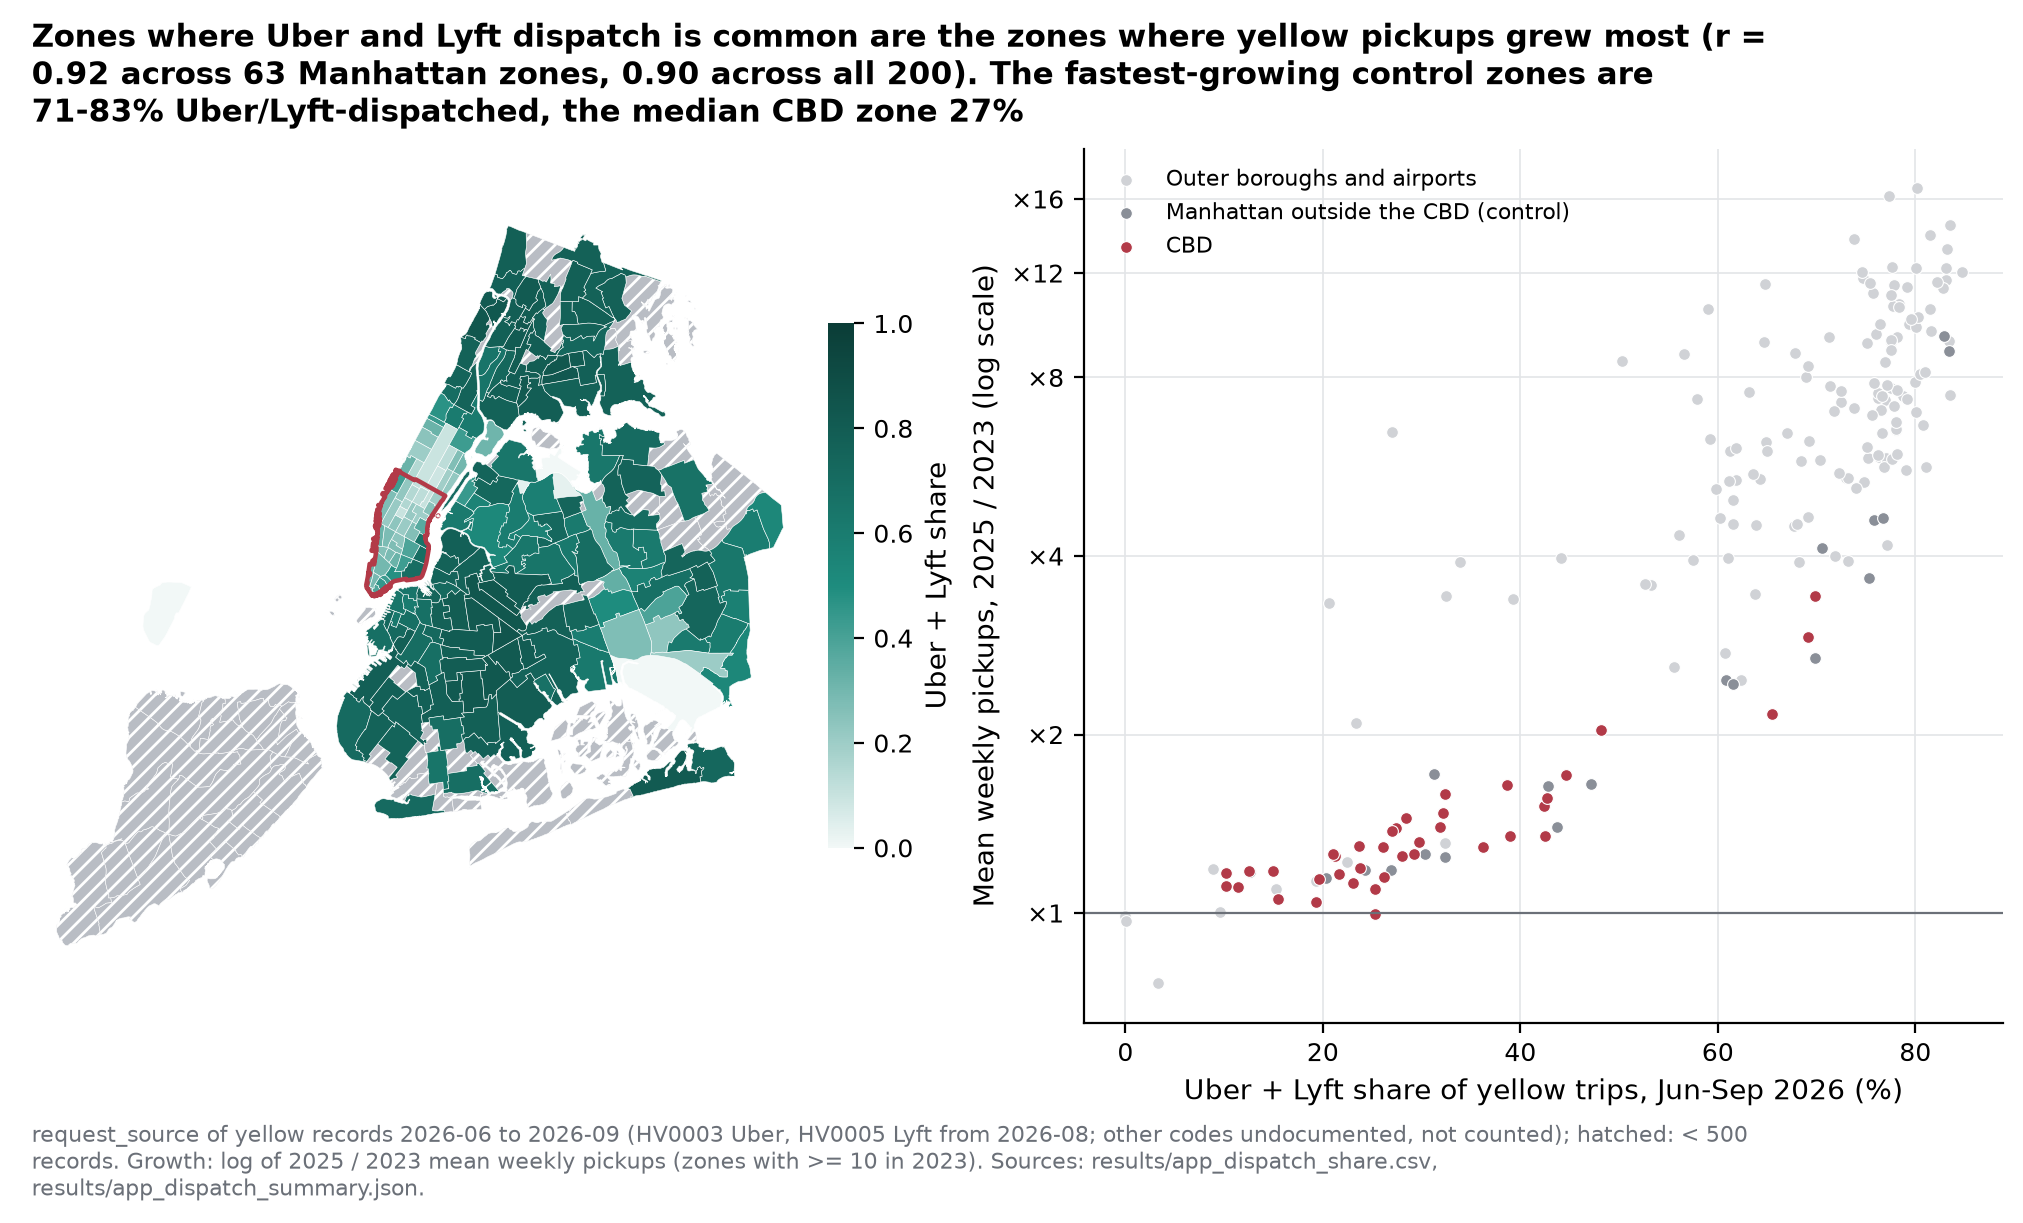 Zones where Uber and Lyft dispatch is common are the zones where yellow pickups grew most (r =
0.92 across 63 Manhattan zones, 0.90 across all 200). The fastest-growing control zones are
71-83% Uber/Lyft-dispatched, the median CBD zone 27%
1.0
0.8
0.6
0.4
0.2
0.0
Uber + Lyft share
Mean weekly pickups, 2025 / 2023 (log scale)
×16
×12
×8
×4
×2
×1
Outer boroughs and airports
Manhattan outside the CBD (control)
CBD
0 20 40 60 80
Uber + Lyft share of yellow trips, Jun-Sep 2026 (%)
request_source of yellow records 2026-06 to 2026-09 (HV0003 Uber, HV0005 Lyft from 2026-08; other codes undocumented, not counted); hatched: < 500
records. Growth: log of 2025 / 2023 mean weekly pickups (zones with >= 10 in 2023). Sources: results/app_dispatch_share.csv,
results/app_dispatch_summary.json.